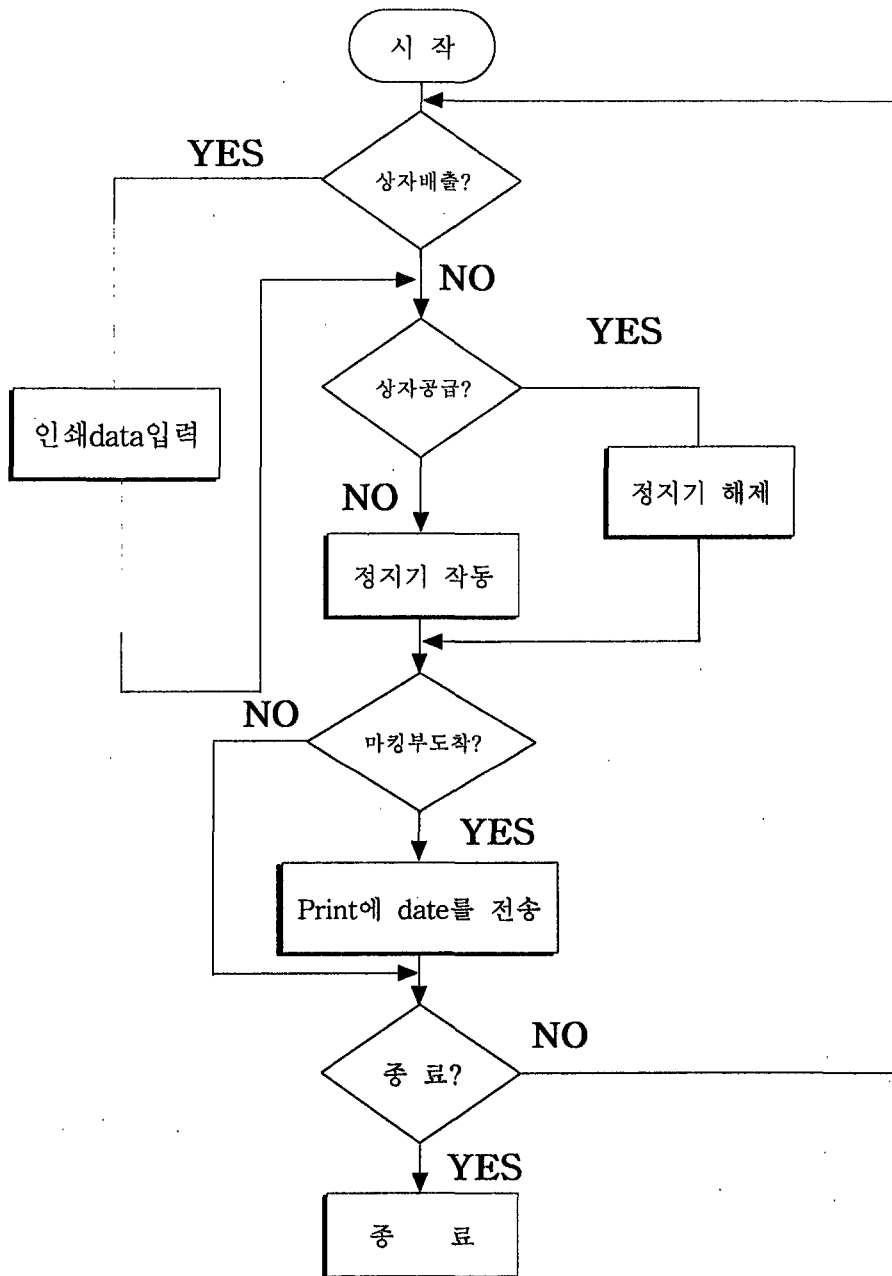 시 작
YES
상자배출?
NO
YES
상자공급?
인쇄data입력
NO
정지기 해제
정지기 작동
NO
마킹부도착?
YES
Print에 date를 전송
NO
종 료?
YES
종 료